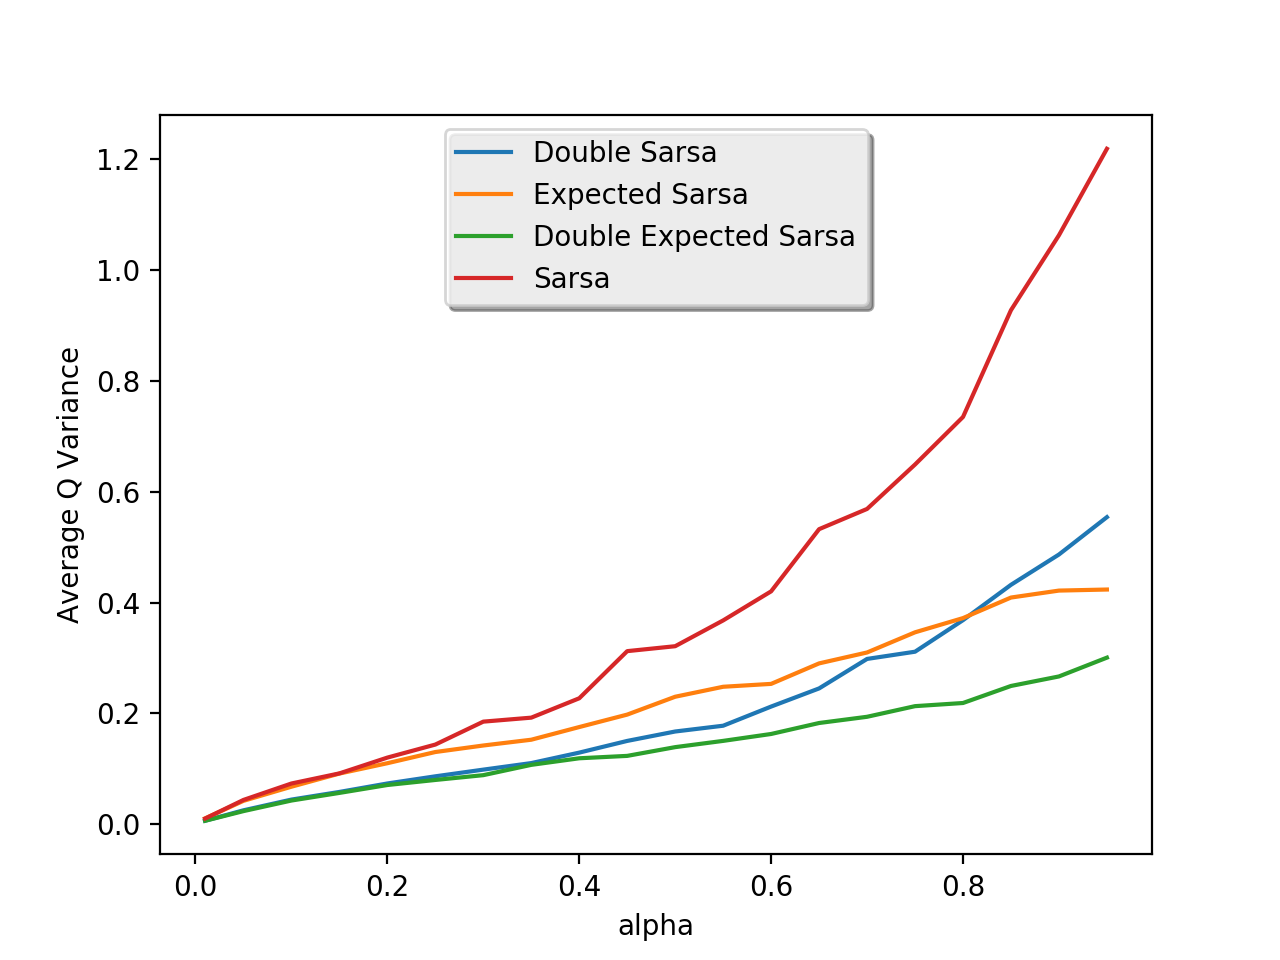 Double Sarsa
Expected Sarsa
Double Expected Sarsa
Sarsa
Average Q Variance
1.2
1.0
0.8
0.6
0.4
0.2
0.0
0.0 0.2 0.4 0.6 0.8
alpha